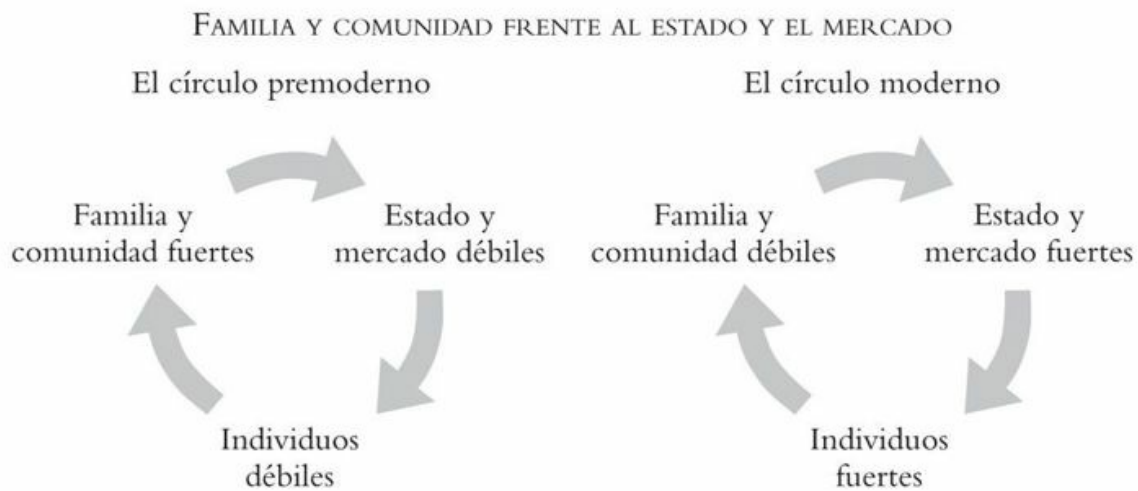 FAMILIA Y COMUNIDAD FRENTE AL ESTADO Y EL MERCADO
El círculo premoderno
Familia y
comunidad fuertes
Estado y
mercado débiles
Individuos
débiles
El círculo moderno
Familia y
comunidad débiles
Estado y
mercado fuertes
Individuos
fuertes